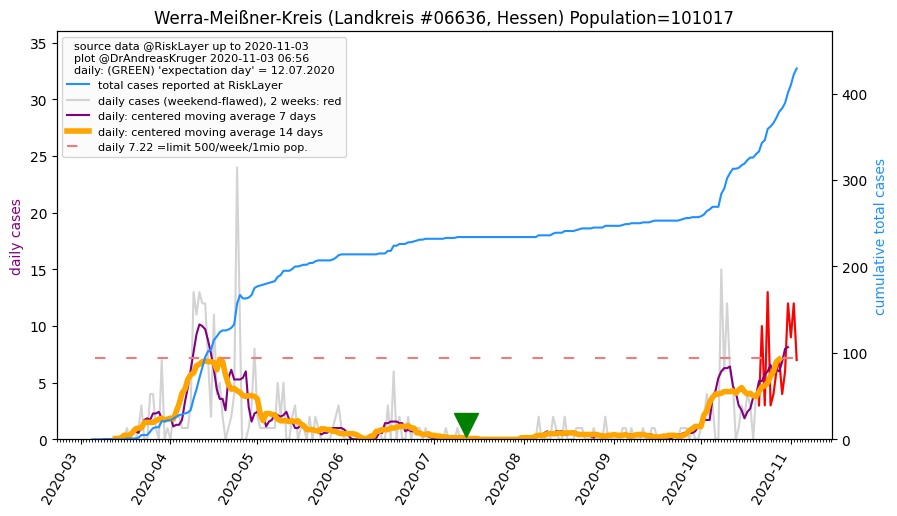 Werra-Meißner-Kreis (Landkreis #06636, Hessen) Population=101017
source data @RiskLayer up to 2020-11-03
plot @DrAndreasKruger 2020-11-03 06:56
daily: (GREEN) 'expectation day' = 12.07.2020
total cases reported at RiskLayer
daily cases (weekend-flawed), 2 weeks: red
daily: centered moving average 7 days
daily: centered moving average 14 days
daily 7.22 =limit 500/week/1mio pop.
daily cases
35
30
25
20
15
10
5
0
cumulative total cases
400
300
200
100
0
2020-03
2020-04
2020-05
2020-06
2020-07
2020-08
2020-09
2020-10
2020-11